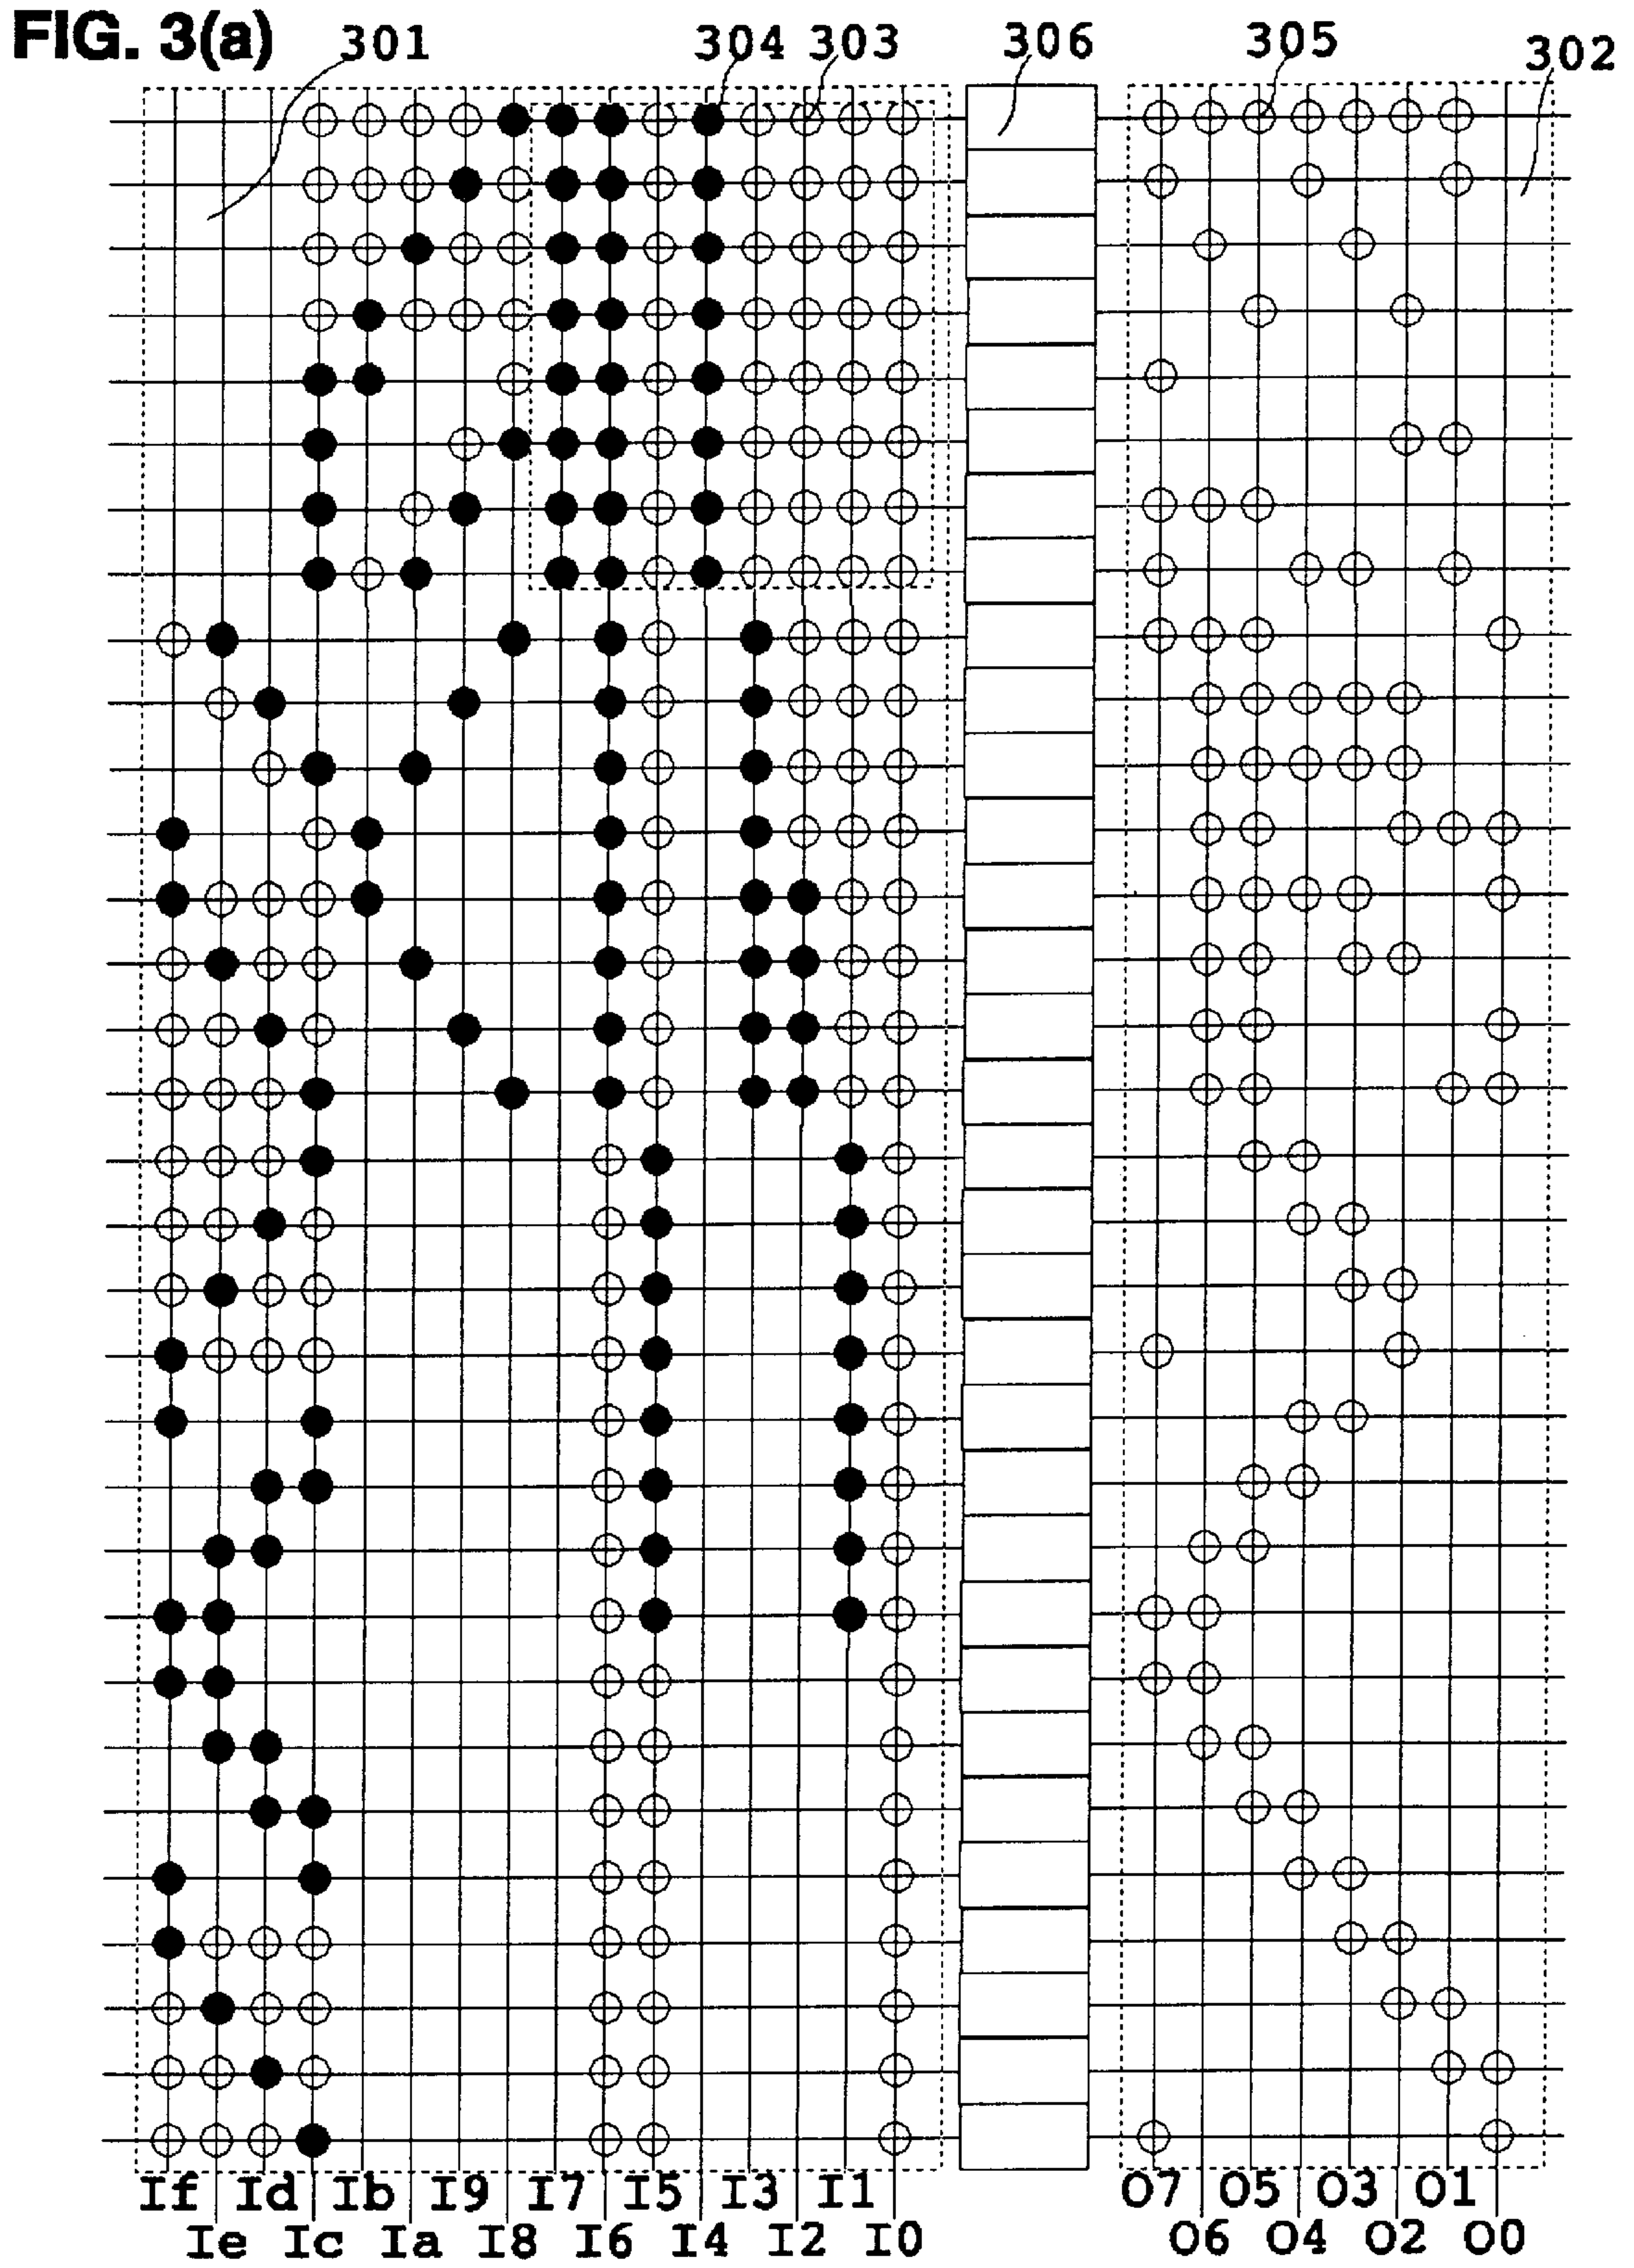 FIG. 3(a) 301 304 303 306 305 302
If Id Ib I9 I7 I5 I3 I1 O7 O5 O3 O1
Ie Ic Ia I8 I6 I4 I2 I0 O6 O4 O2 O0